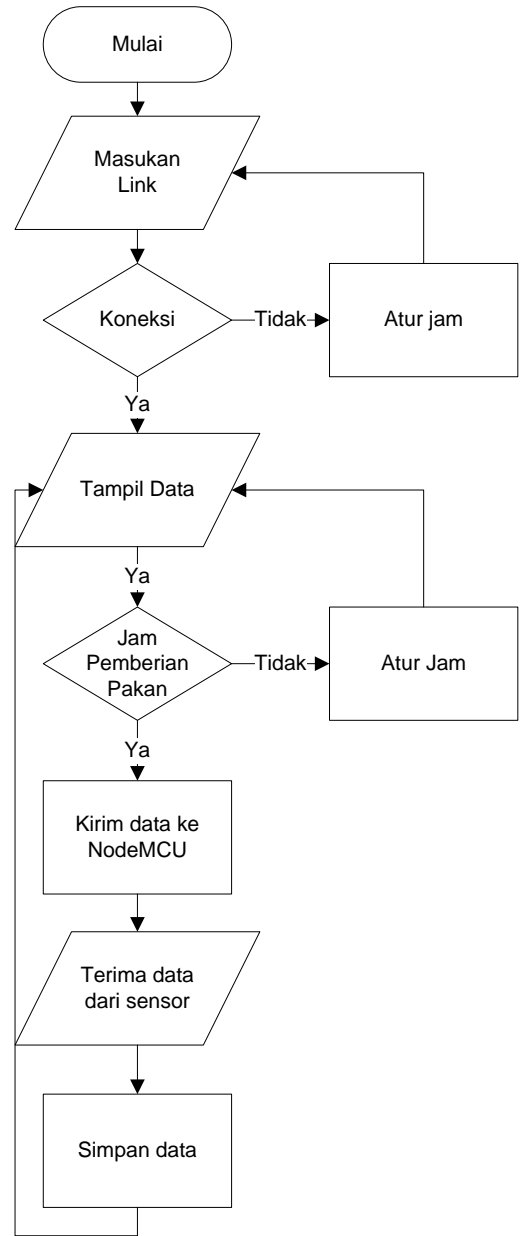 Mulai
Masukan
Link
Koneksi
Tidak
Atur jam
Ya
Tampil Data
Ya
Jam
Pemberian
Pakan
Tidak
Atur Jam
Ya
Kirim data ke
NodeMCU
Terima data
dari sensor
Simpan data